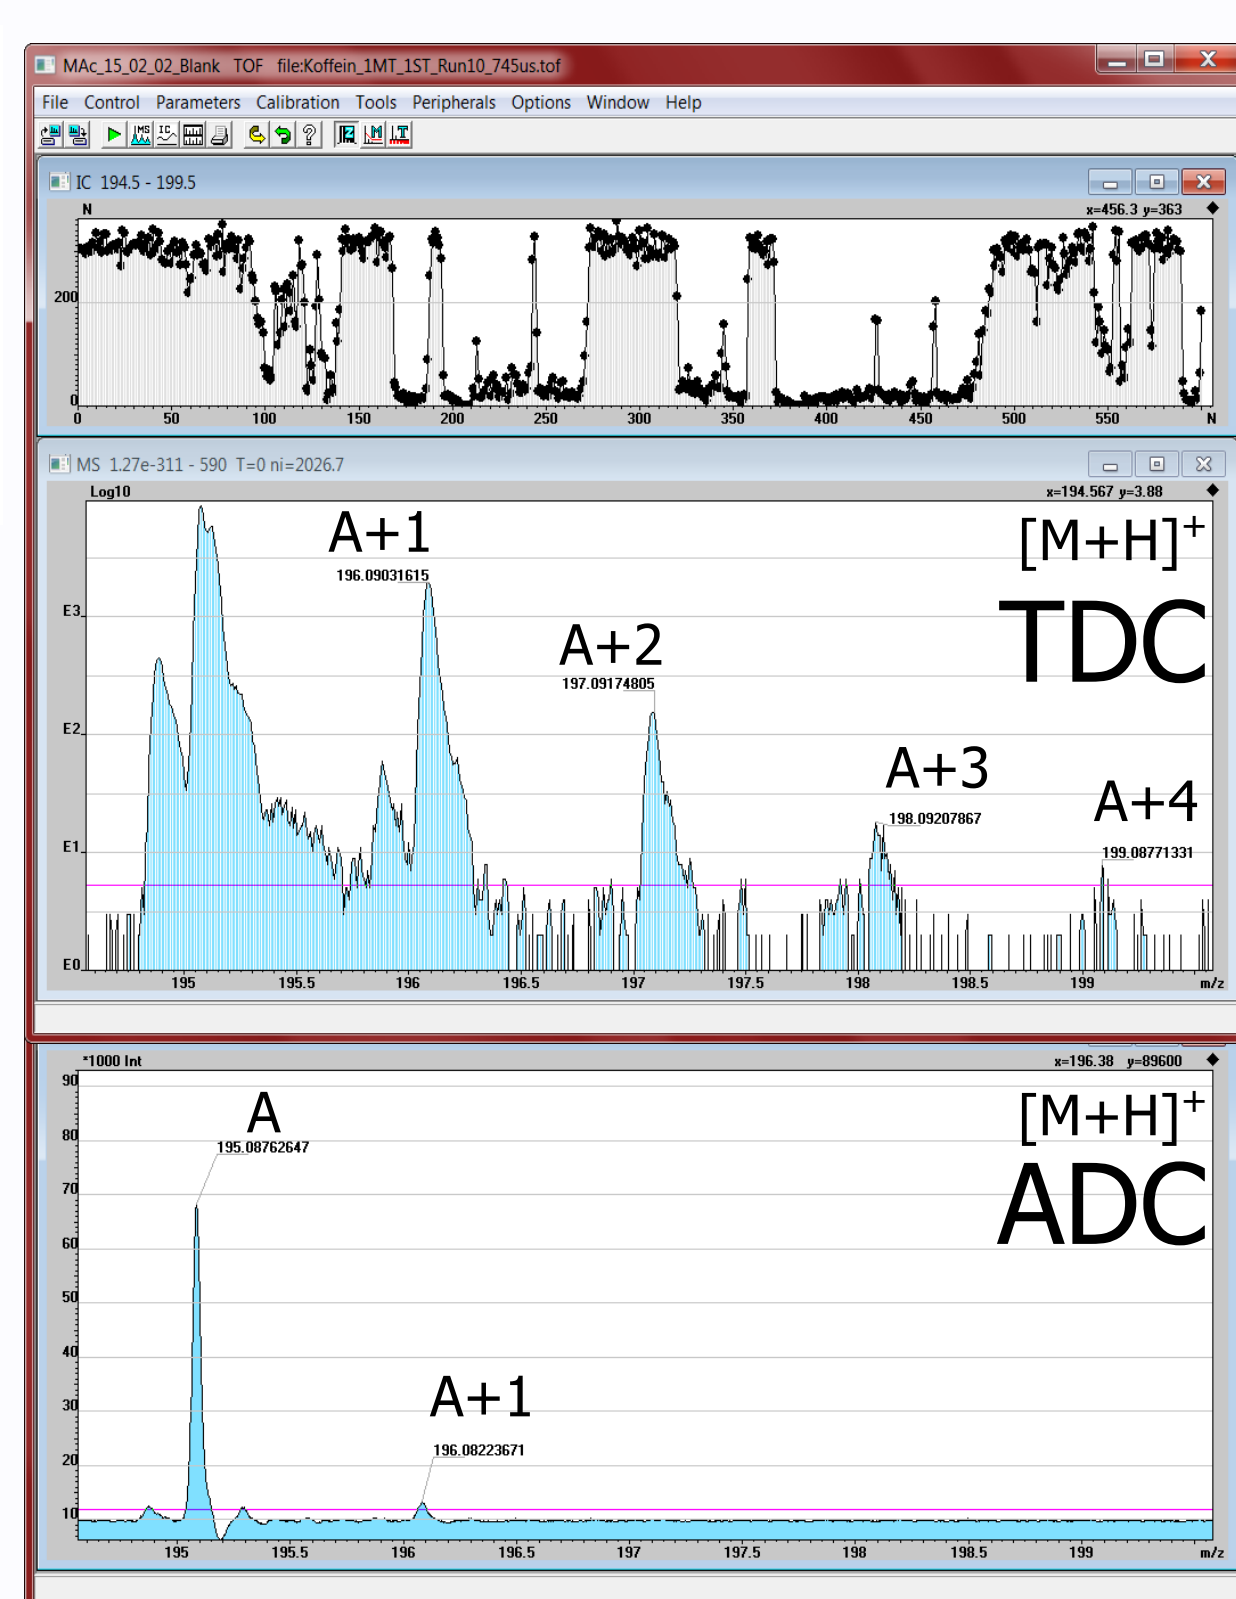 MAc_15_02_02_Blank TOF file:Koffein_1MT_1ST_Run10_745us.tof
File Control Parameters Calibration Tools Peripherals Options Window Help
MS IC
IC 194.5 - 199.5
N x=456.3 y=363
200
0
0 50 100 150 200 250 300 350 400 450 500 550 N
MS 1.27e-311 - 590 T=0 ni=2026.7
Log10 x=194.567 y=3.88
[M+H]+
TDC
A+1
196.09031615
A+2
197.09174805
A+3
198.09207867
A+4
199.08771331
E3
E2
E1
E0
195 195.5 196 196.5 197 197.5 198 198.5 199 m/z
*1000 Int x=196.38 y=89600
[M+H]+
ADC
A
195.08762647
A+1
196.08223671
90
80
70
60
50
40
30
20
10
195 195.5 196 196.5 197 197.5 198 198.5 199 m/z